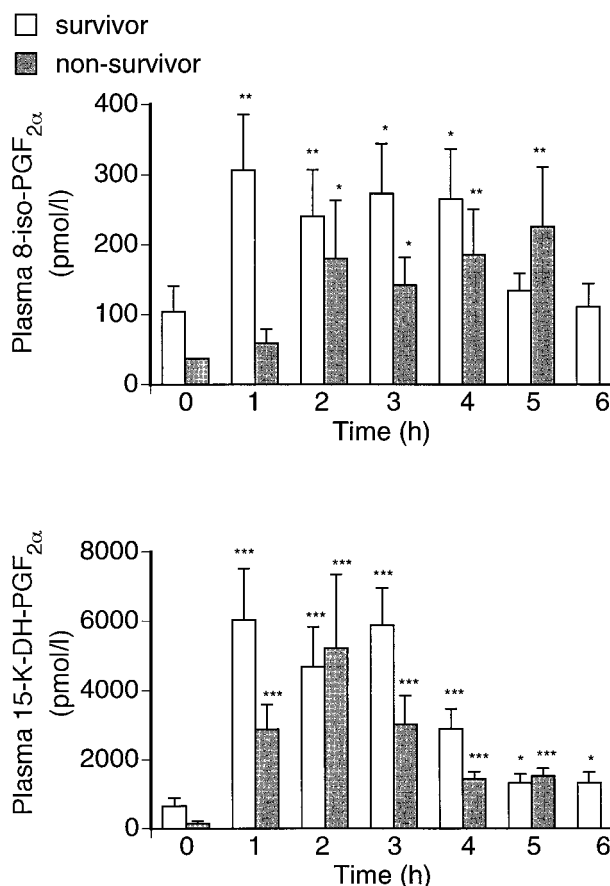 survivor
non-survivor
Plasma 8-iso-PGF2α
(pmol/l)
400
300
200
100
0
** ** * * * * ** **
0 1 2 3 4 5 6
Time (h)
Plasma 15-K-DH-PGF2α
(pmol/l)
8000
6000
4000
2000
0
*** *** *** *** *** *** *** *** * *** *
0 1 2 3 4 5 6
Time (h)